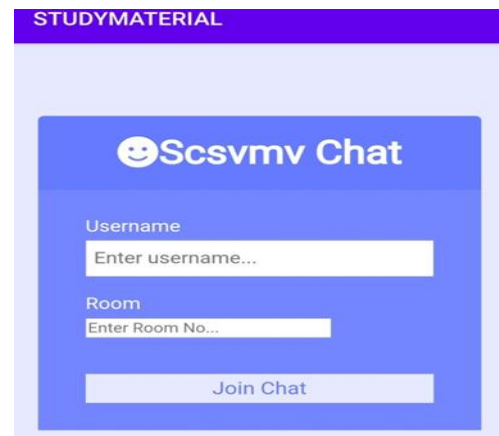 STUDYMATERIAL
Scsvmv Chat
Username
Enter username...
Room
Enter Room No...
Join Chat